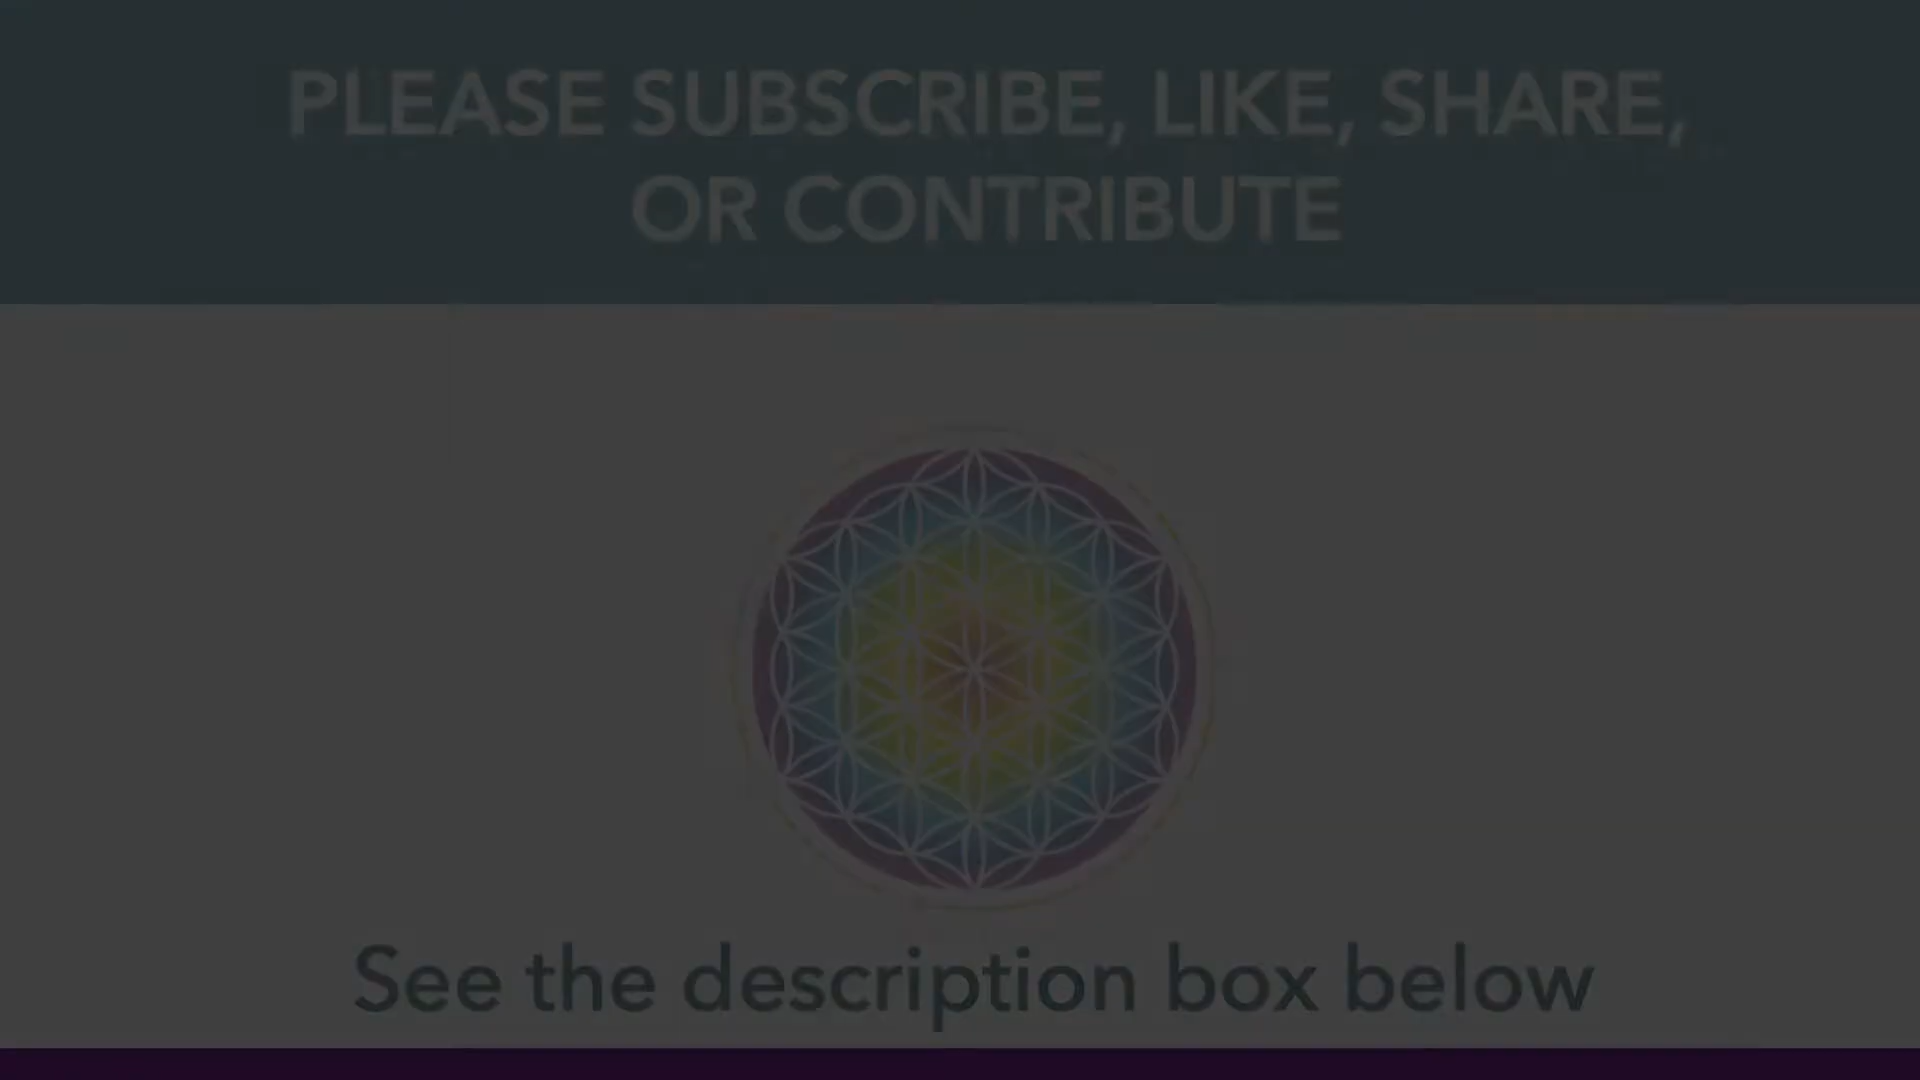 PLEASE SUBSCRIBE, LIKE, SHARE,
OR CONTRIBUTE
See the description box below